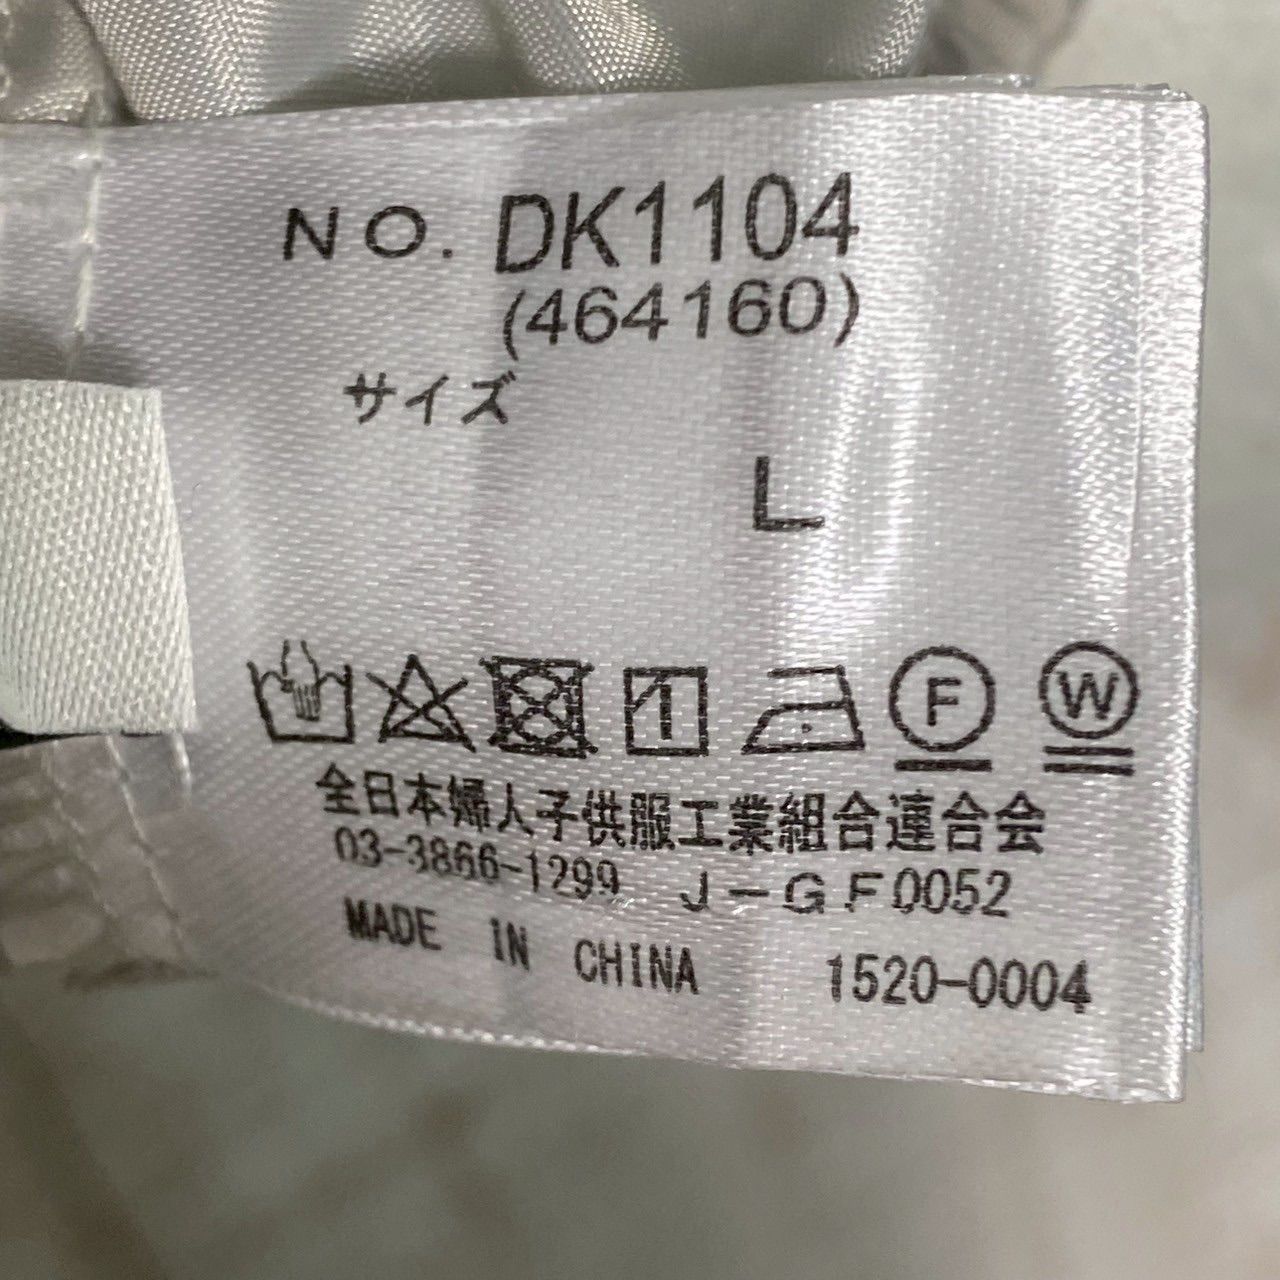 NO. DK1104
(464160)
サイズ
L
F W
全日本婦人子供服工業組合連合会
03-3866-1299 J-GF0052
MADE IN CHINA 1520-0004